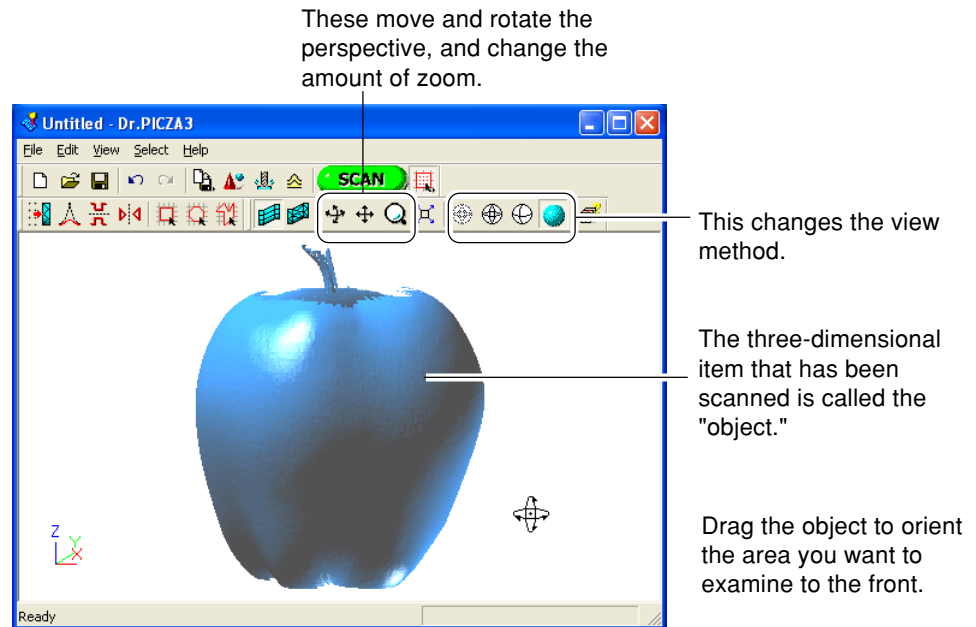 These move and rotate the
perspective, and change the
amount of zoom.
Untitled - Dr.PICZA3
File Edit View Select Help
SCAN
This changes the view
method.
The three-dimensional
item that has been
scanned is called the
"object."
Z
Y
X
Drag the object to orient
the area you want to
examine to the front.
Ready